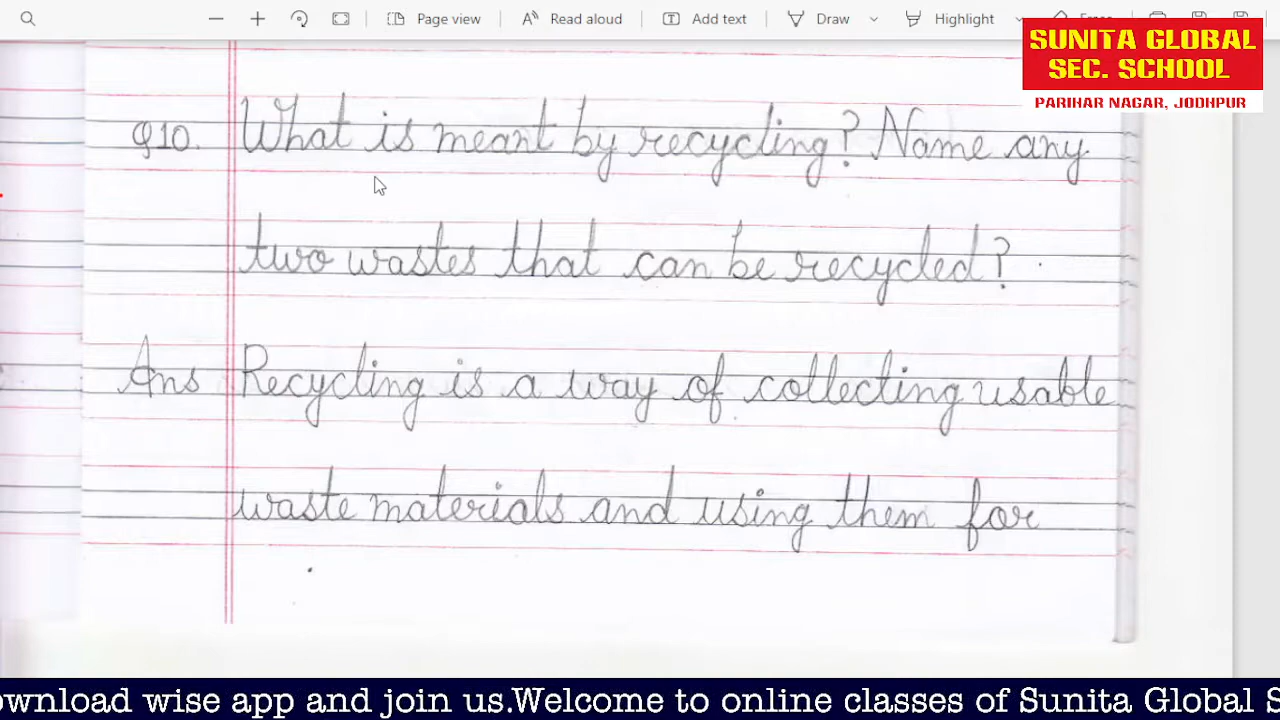 Page view
Read aloud
Add text
Draw
Highlight
SUNITA GLOBAL
SEC. SCHOOL
PARIHAR NAGAR, JODHPUR
Q10. What is meant by recycling? Name any
two wastes that can be recycled?
Ans Recycling is a way of collecting usable
waste materials and using them for
ownload wise app and join us.Welcome to online classes of Sunita Global S